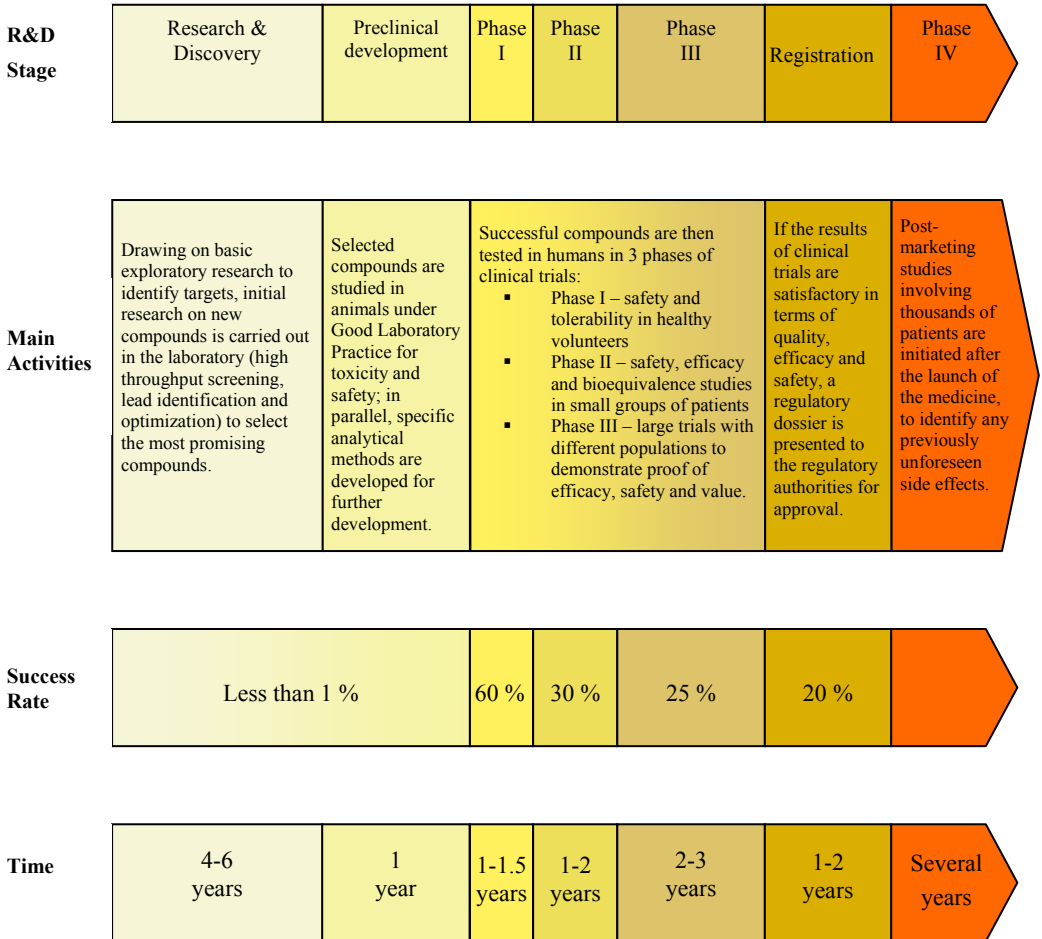 R&D
Stage
Research &
Discovery
Preclinical
development
Phase
I
Phase
II
Phase
III
Registration
Phase
IV
Main
Activities
Drawing on basic
exploratory research to
identify targets, initial
research on new
compounds is carried out
in the laboratory (high
throughput screening,
lead identification and
optimization) to select
the most promising
compounds.
Selected
compounds are
studied in
animals under
Good Laboratory
Practice for
toxicity and
safety; in
parallel, specific
analytical
methods are
developed for
further
development.
Successful compounds are then
tested in humans in 3 phases of
clinical trials:
▪ Phase I – safety and
tolerability in healthy
volunteers
▪ Phase II – safety, efficacy
and bioequivalence studies
in small groups of patients
▪ Phase III – large trials with
different populations to
demonstrate proof of
efficacy, safety and value.
If the results
of clinical
trials are
satisfactory in
terms of
quality,
efficacy and
safety, a
regulatory
dossier is
presented to
the regulatory
authorities for
approval.
Post-
marketing
studies
involving
thousands of
patients are
initiated after
the launch of
the medicine,
to identify any
previously
unforeseen
side effects.
Success
Rate
Less than 1 %
60 %
30 %
25 %
20 %
Time
4-6
years
1
year
1-1.5
years
1-2
years
2-3
years
1-2
years
Several
years